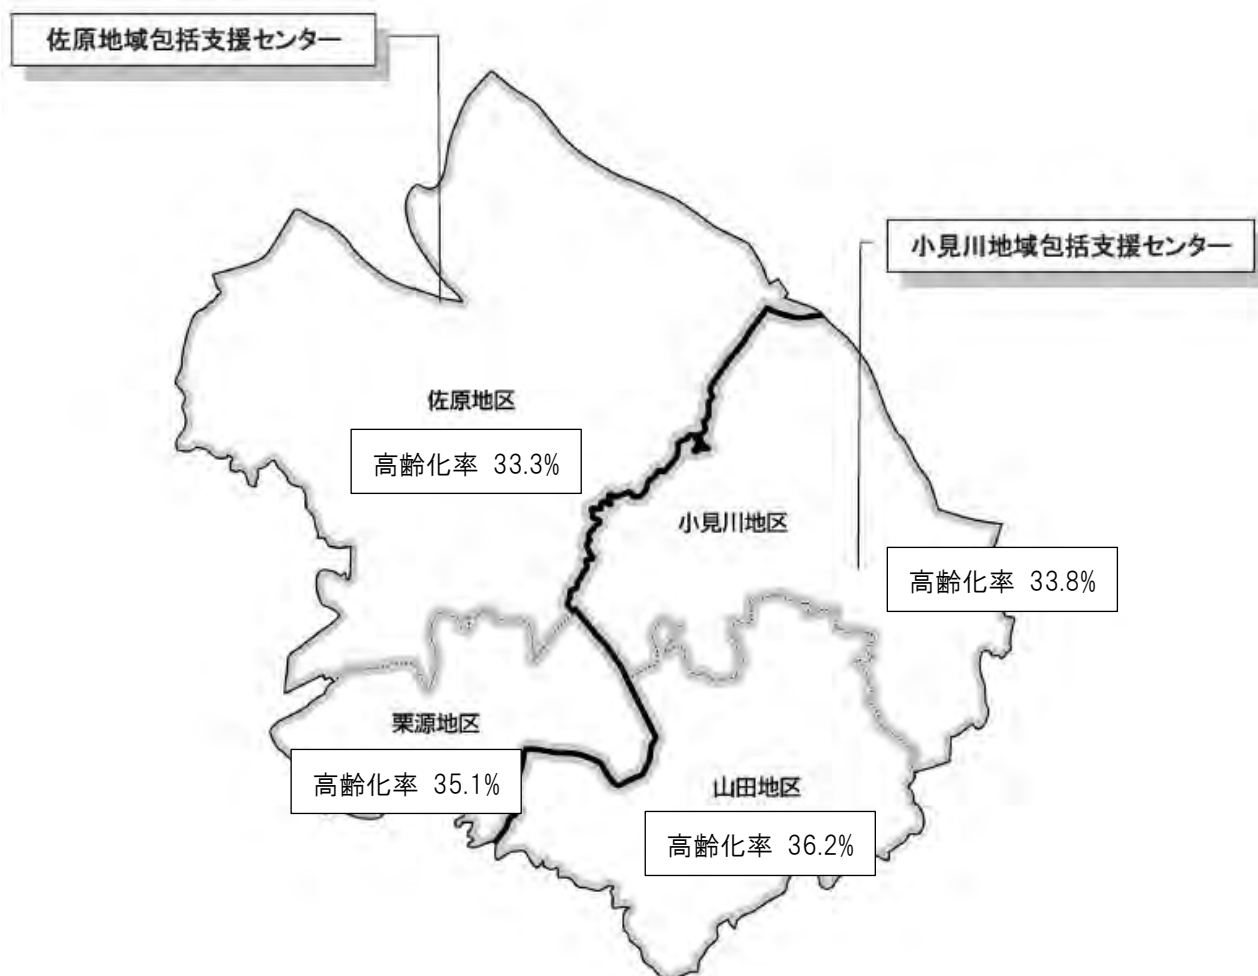 佐原地域包括支援センター
小見川地域包括支援センター
佐原地区
高齢化率 33.3%
小見川地区
高齢化率 33.8%
栗源地区
高齢化率 35.1%
山田地区
高齢化率 36.2%